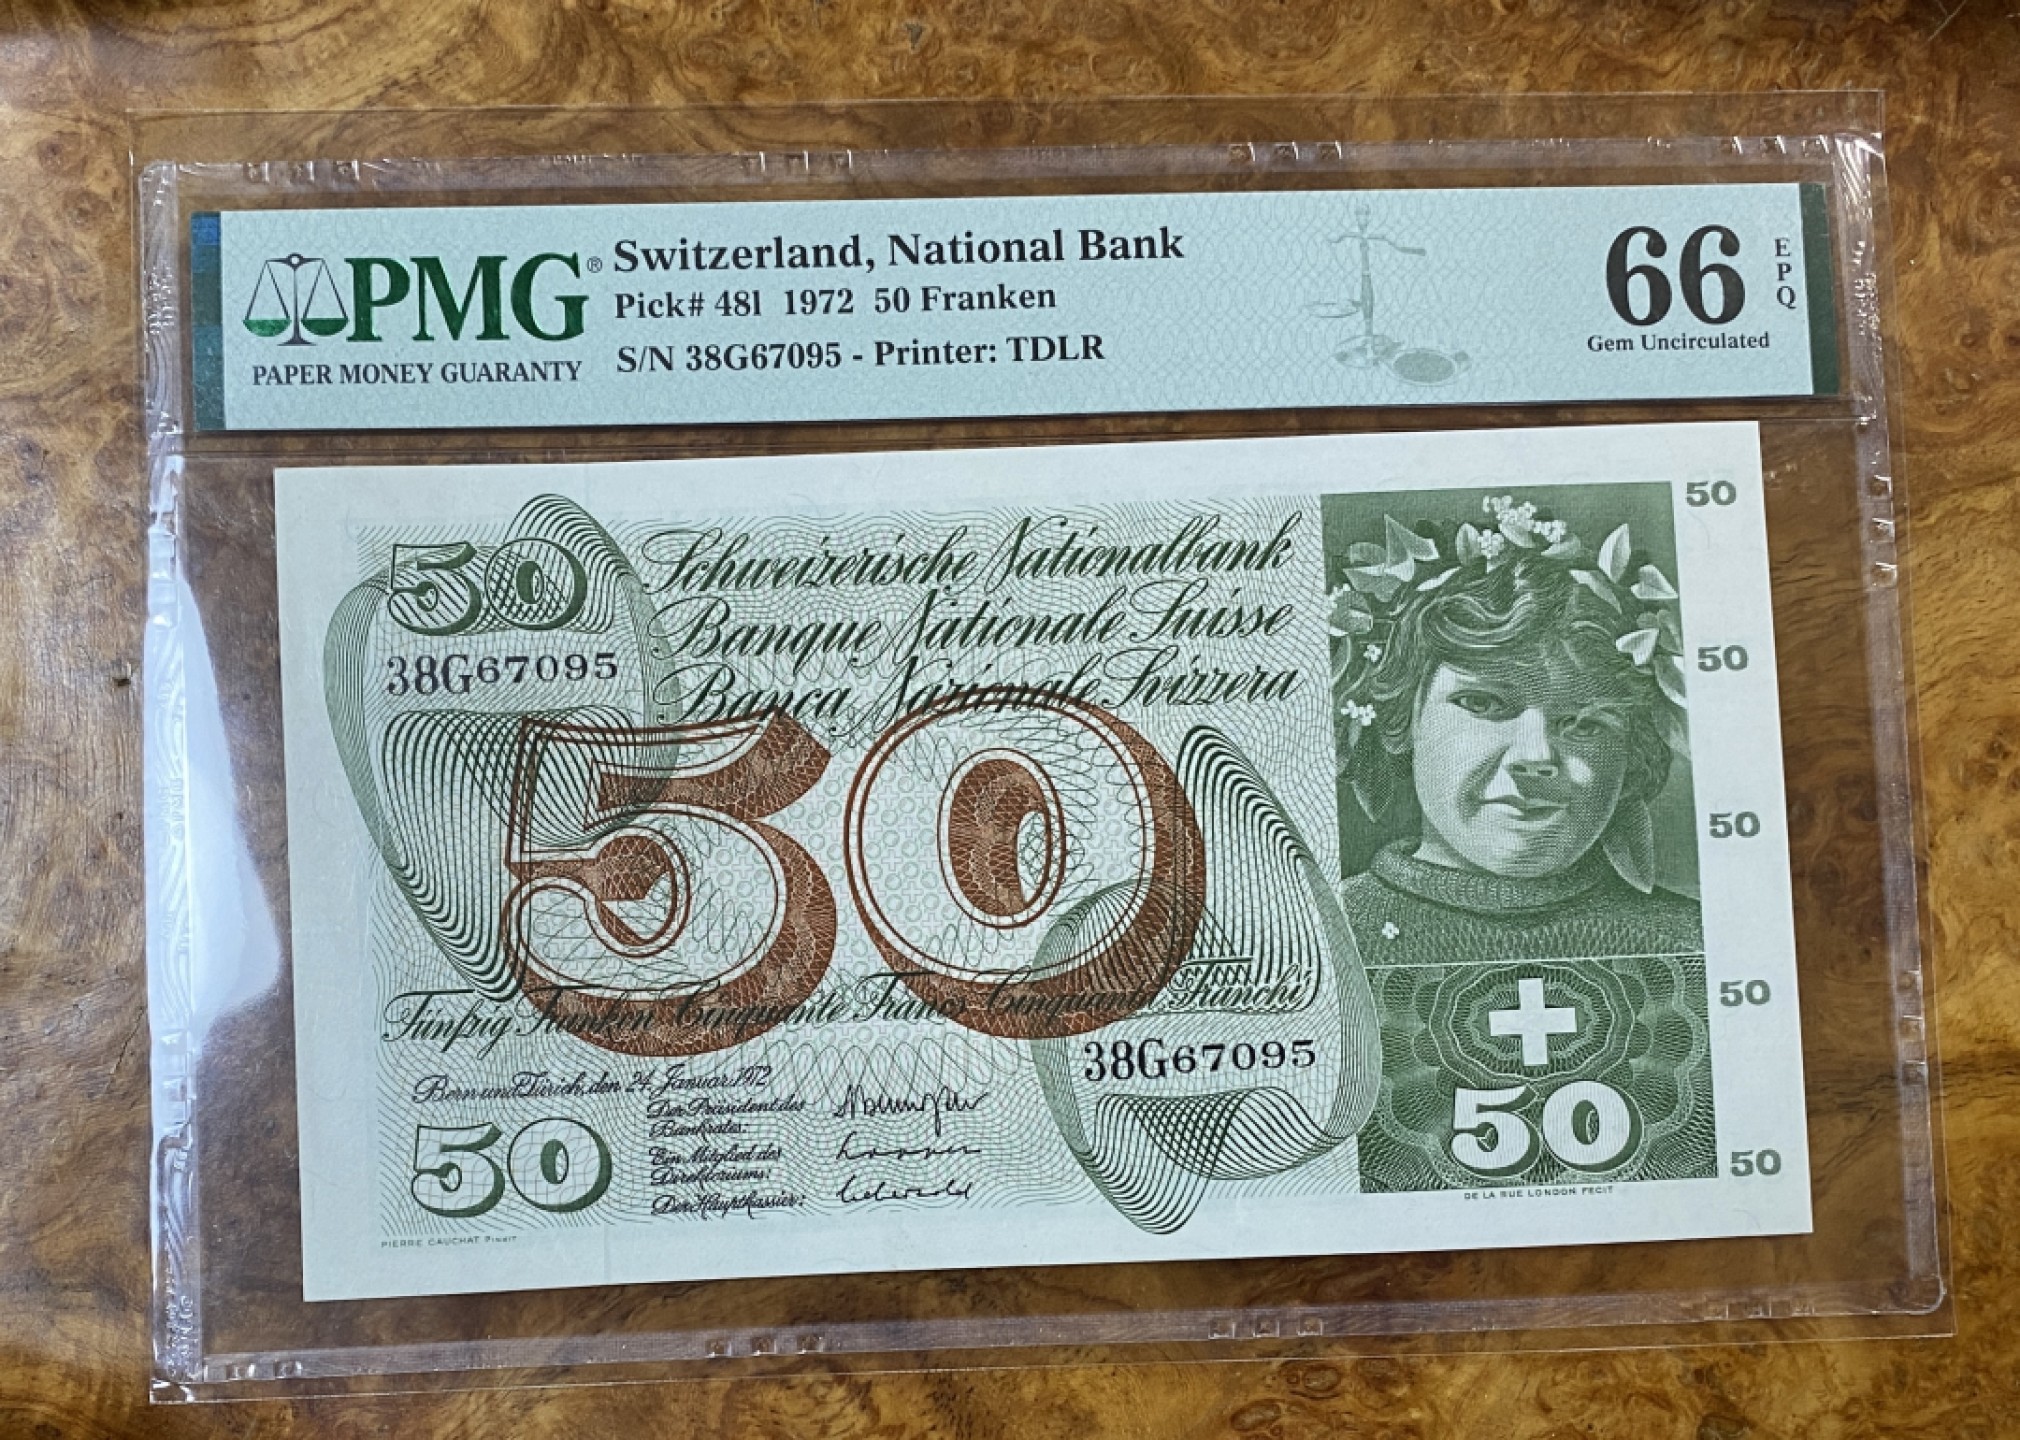 PMG®
PAPER MONEY GUARANTY
Switzerland, National Bank
Pick# 48l 1972 50 Franken
S/N 38G67095 - Printer: TDLR
66
EPQ
Gem Uncirculated
50
38G67095
Schweizerische Nationalbank
Banque Nationale Suisse
Banca Nazionale Svizzera
50
Fünfzig Franken Cinquante Francs Cinquanta Franchi
38G67095
Bern und Zürich, den 24. Januar 1972
Der Präsident des
Bankrates:
Ein Mitglied des
Direktoriums:
Der Hauptkassier:
50
PIERRE CAUCHAT Pinxit
50
50
50
50
50
50
DE LA RUE LONDON FECIT